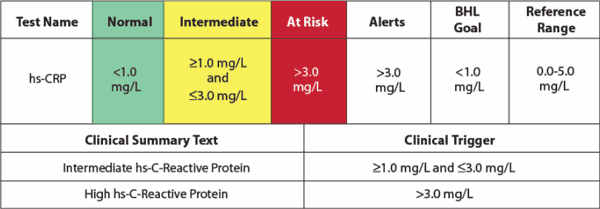 Test Name Normal Intermediate At Risk Alerts BHL Goal Reference Range
hs-CRP <1.0 mg/L ≥1.0 mg/L and ≤3.0 mg/L >3.0 mg/L >3.0 mg/L <1.0 mg/L 0.0-5.0 mg/L
Clinical Summary Text Clinical Trigger
Intermediate hs-C-Reactive Protein ≥1.0 mg/L and ≤3.0 mg/L
High hs-C-Reactive Protein >3.0 mg/L